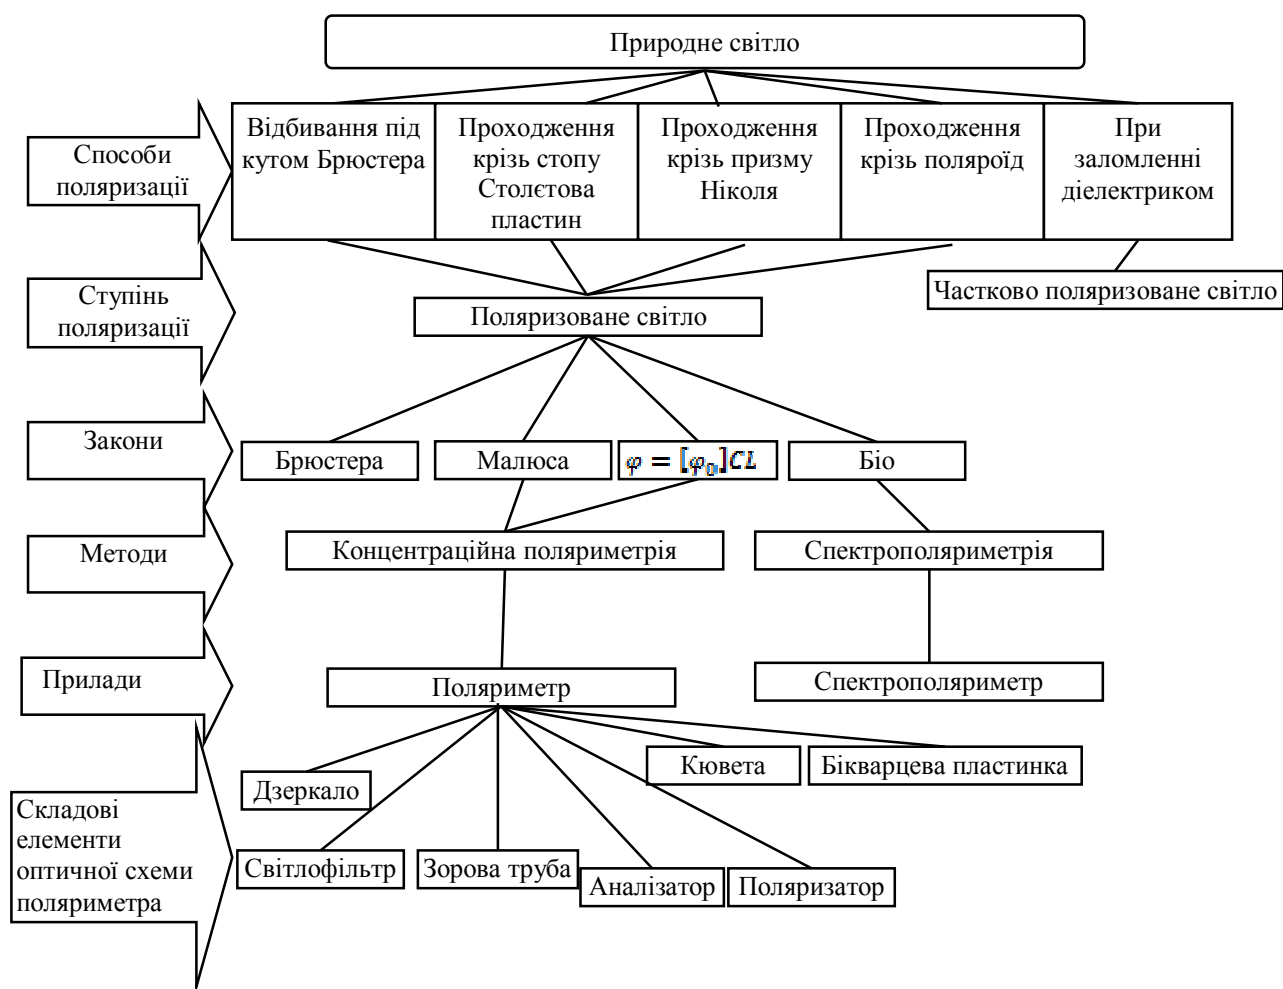 Природне світло
Способи
поляризації
Відбивання під
кутом Брюстера
Проходження
крізь стопу
Столєтова
пластин
Проходження
крізь призму
Ніколя
Проходження
крізь поляроїд
При
заломленні
діелектриком
Ступінь
поляризації
Поляризоване світло
Частково поляризоване світло
Закони
Брюстера
Малюса
φ = [φ₀]CL
Біо
Методи
Концентраційна поляриметрія
Спектрополяриметрія
Прилади
Поляриметр
Спектрополяриметр
Складові
елементи
оптичної схеми
поляриметра
Дзеркало
Кювета
Бікварцева пластинка
Світлофільтр
Зорова труба
Аналізатор
Поляризатор